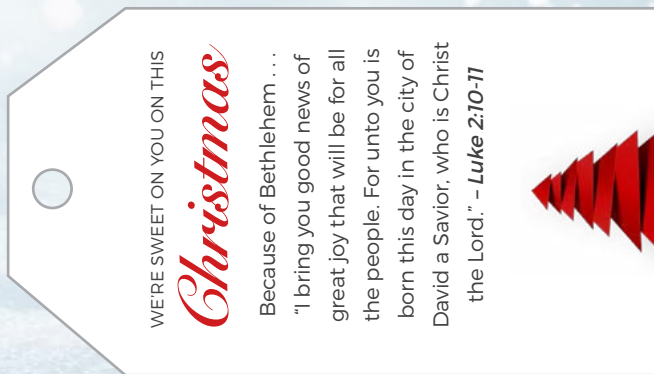 WE'RE SWEET ON YOU ON THIS
Christmas
Because of Bethlehem . . .
“I bring you good news of
great joy that will be for all
the people. For unto you is
born this day in the city of
David a Savior, who is Christ
the Lord.” – Luke 2:10-11